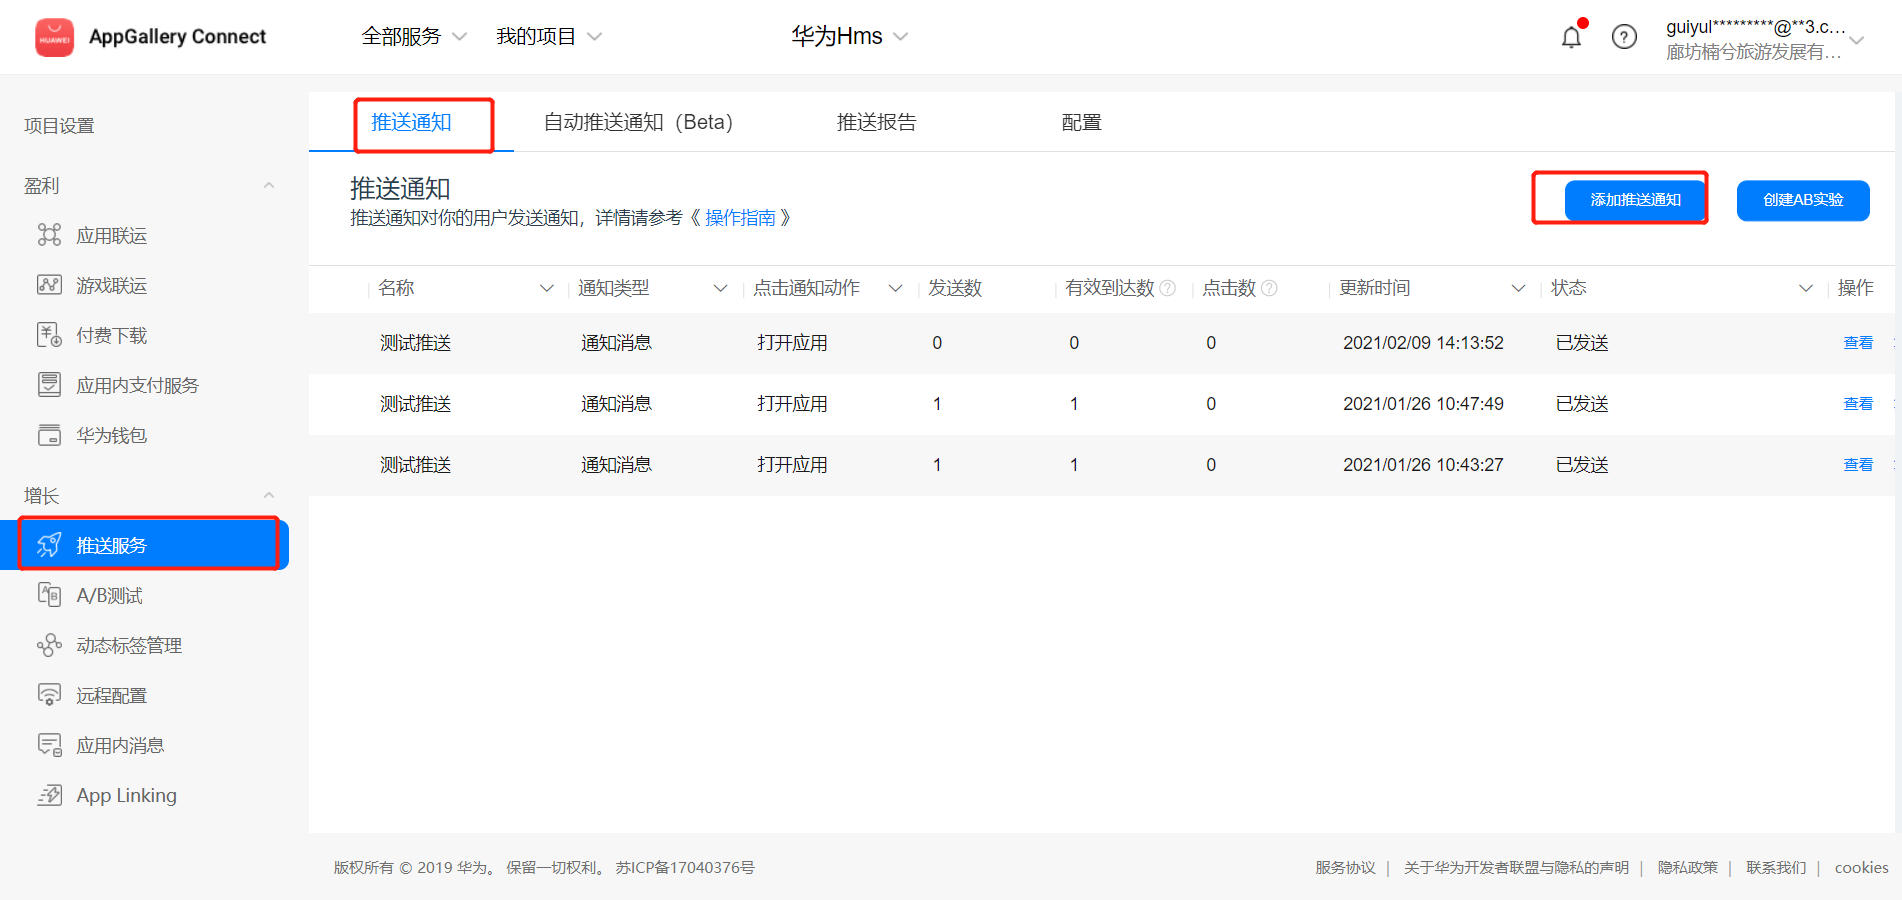 HUAWEI
AppGallery Connect
全部服务
我的项目
华为Hms
guiyul*********@**3.c...
廊坊楠兮旅游发展有...
项目设置
盈利
应用联运
游戏联运
付费下载
应用内支付服务
华为钱包
增长
推送服务
A/B测试
动态标签管理
远程配置
应用内消息
App Linking
推送通知 自动推送通知（Beta） 推送报告 配置
推送通知
推送通知对你的用户发送通知，详情请参考《 操作指南 》
添加推送通知
创建AB实验
名称 通知类型 点击通知动作 发送数 有效到达数 点击数 更新时间 状态 操作
测试推送 通知消息 打开应用 0 0 0 2021/02/09 14:13:52 已发送 查看
测试推送 通知消息 打开应用 1 1 0 2021/01/26 10:47:49 已发送 查看
测试推送 通知消息 打开应用 1 1 0 2021/01/26 10:43:27 已发送 查看
版权所有 © 2019 华为。 保留一切权利。 苏ICP备17040376号
服务协议 | 关于华为开发者联盟与隐私的声明 | 隐私政策 | 联系我们 | cookies